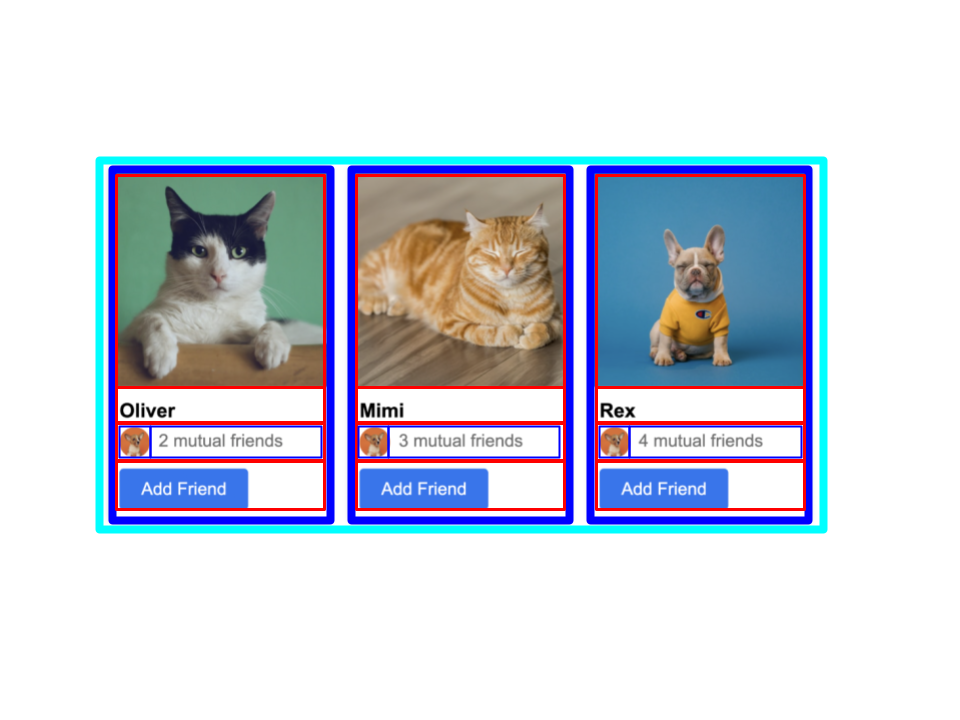 Oliver
2 mutual friends
Add Friend
Mimi
3 mutual friends
Add Friend
Rex
4 mutual friends
Add Friend